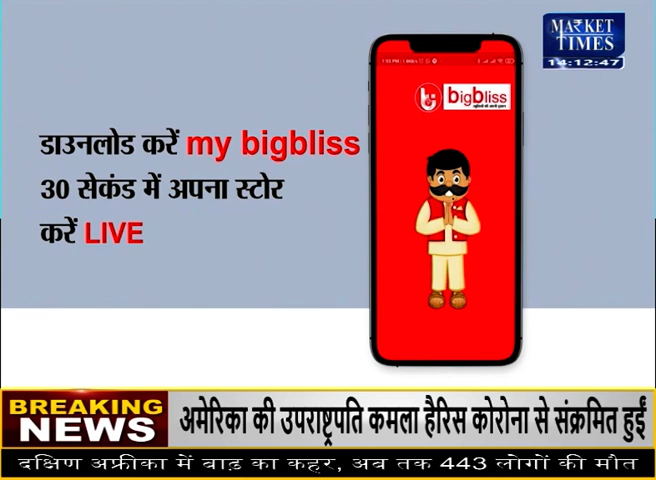 MARKET
TIMES
14:12:47
bigbliss
डाउनलोड करें my bigbliss
30 सेकंड में अपना स्टोर
करें LIVE
BREAKING
NEWS
अमेरिका की उपराष्ट्रपति कमला हैरिस कोरोना से संक्रमित हुईं
दक्षिण अफ्रीका में बाढ़ का कहर, अब तक 443 लोगों की मौत